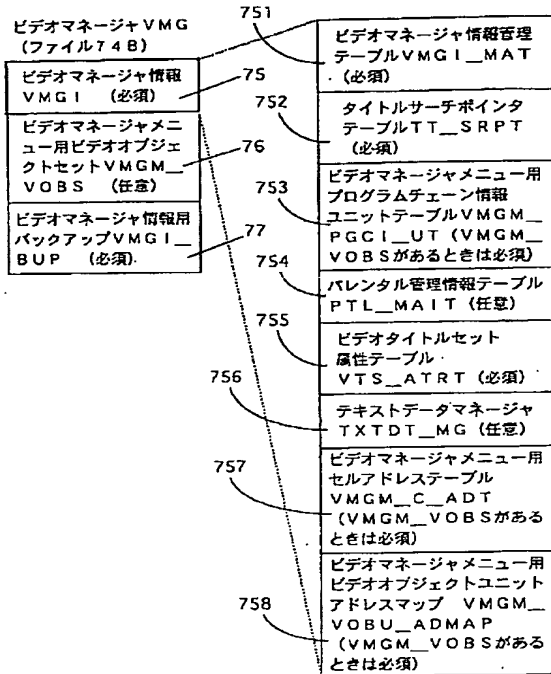 ビデオマネージャVMG
(ファイル74B)
ビデオマネージャ情報
VMGI (必須)
75
ビデオマネージャメニ
ュー用ビデオオブジェ
クトセットVMGM__
VOBS (任意)
76
ビデオマネージャ情報用
バックアップVMGI__
BUP (必須)
77
751
ビデオマネージャ情報管理
テーブルVMGI__MAT
(必須)
752
タイトルサーチポインタ
テーブルTT__SRPT
(必須)
753
ビデオマネージャメニュー用
プログラムチェーン情報
ユニットテーブルVMGM__
PGCI__UT (VMGM__
VOBSがあるときは必須)
754
パレンタル管理情報テーブル
PTL__MAIT (任意)
755
ビデオタイトルセット
属性テーブル
VTS__ATRT (必須)
756
テキストデータマネージャ
TXTDT__MG (任意)
757
ビデオマネージャメニュー用
セルアドレステーブル
VMGM__C__ADT
(VMGM__VOBSがある
ときは必須)
758
ビデオマネージャメニュー用
ビデオオブジェクトユニット
アドレスマップ VMGM__
VOBU__ADMAP
(VMGM__VOBSがある
ときは必須)